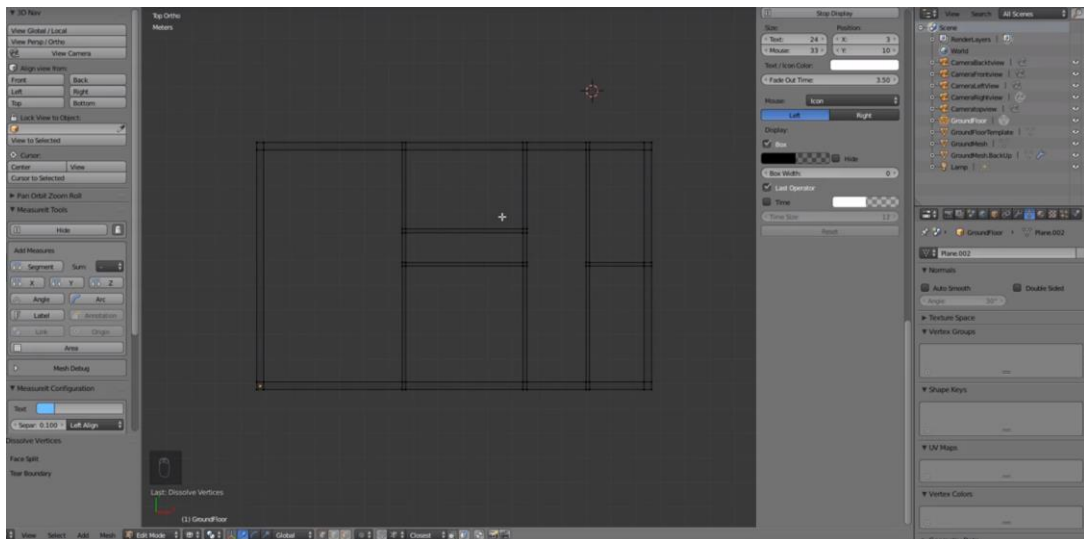 3D Nav
View Global / Local
View Persp / Ortho
View Camera
Align view from:
Front Back
Left Right
Top Bottom
Lock View to Object:
View to Selected
Cursor:
Center View
Cursor to Selected
Pan Orbit Zoom Roll
MeasureIt Tools
Hide
Add Measures
Segment Sum:
X Y Z
Angle Arc
Label Annotation
Link Origin
Area
Mesh Debug
MeasureIt Configuration
Text
Separ: 0.100 Left Align
Dissolve Vertices
Face Split
Tear Boundary
Top Ortho
Meters
Last: Dissolve Vertices
(1) GroundFloor
View Select Add Mesh Edit Mode Global Closest
Stop Display
Size: Position:
Text: 24 X: 3
Mouse: 33 Y: 10
Text / Icon Color:
Fade Out Time: 3.50
Mouse: Icon
Left Right
Display:
Box
Hide
Box Width: 0
Last Operator
Time
Time Size: 12
Reset
View Search All Scenes
Scene
RenderLayers
World
CameraBackview
CameraFrontview
CameraLeftView
CameraRightview
Cameratopview
GroundFloor
GroundFloorTemplate
GroundMesh
GroundMesh.BackUp
Lamp
GroundFloor Plane.002
Plane.002
Normals
Auto Smooth Double Sided
Angle: 30°
Texture Space
Vertex Groups
Shape Keys
UV Maps
Vertex Colors